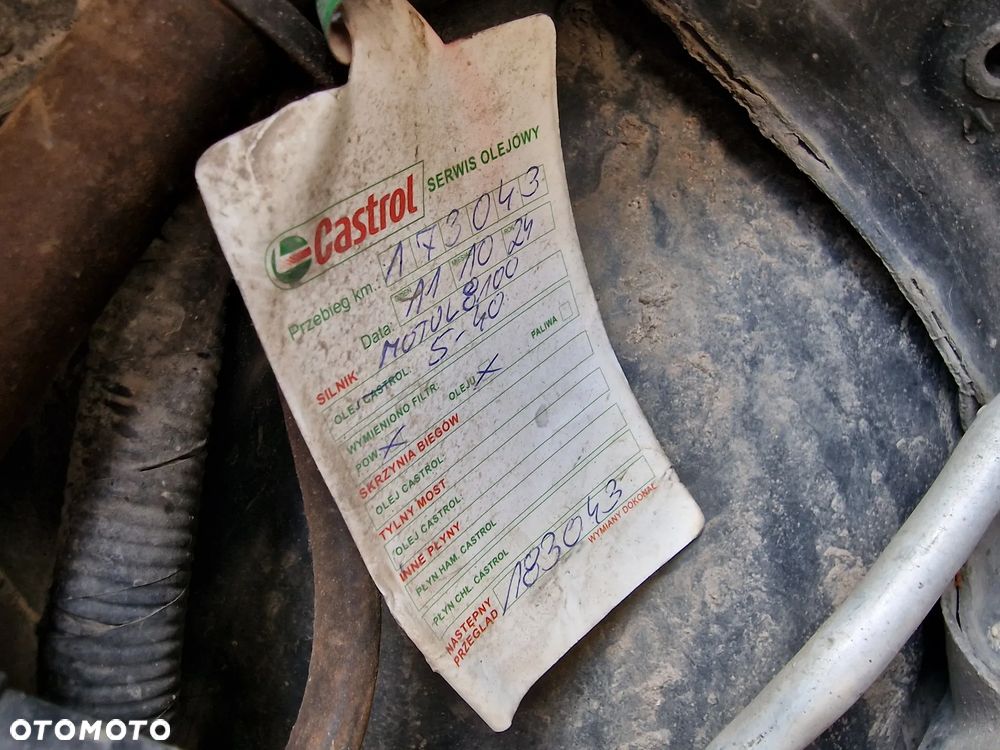 Castrol SERWIS OLEJOWY
Przebieg km.: 173043
MIESIĄC ROK
Data: 11 10 24
SILNIK MOTUL 8100
OLEJ CASTROL: 5-40
WYMIENIONO FILTR: OLEJU X PALIWA
POW X
SKRZYNIA BIEGÓW
OLEJ CASTROL:
TYLNY MOST
OLEJ CASTROL:
INNE PŁYNY
PŁYN HAM. CASTROL
PŁYN CHŁ. CASTROL
NASTĘPNY PRZEGLĄD 183043
WYMIANY DOKONAŁ
OTOMOTO